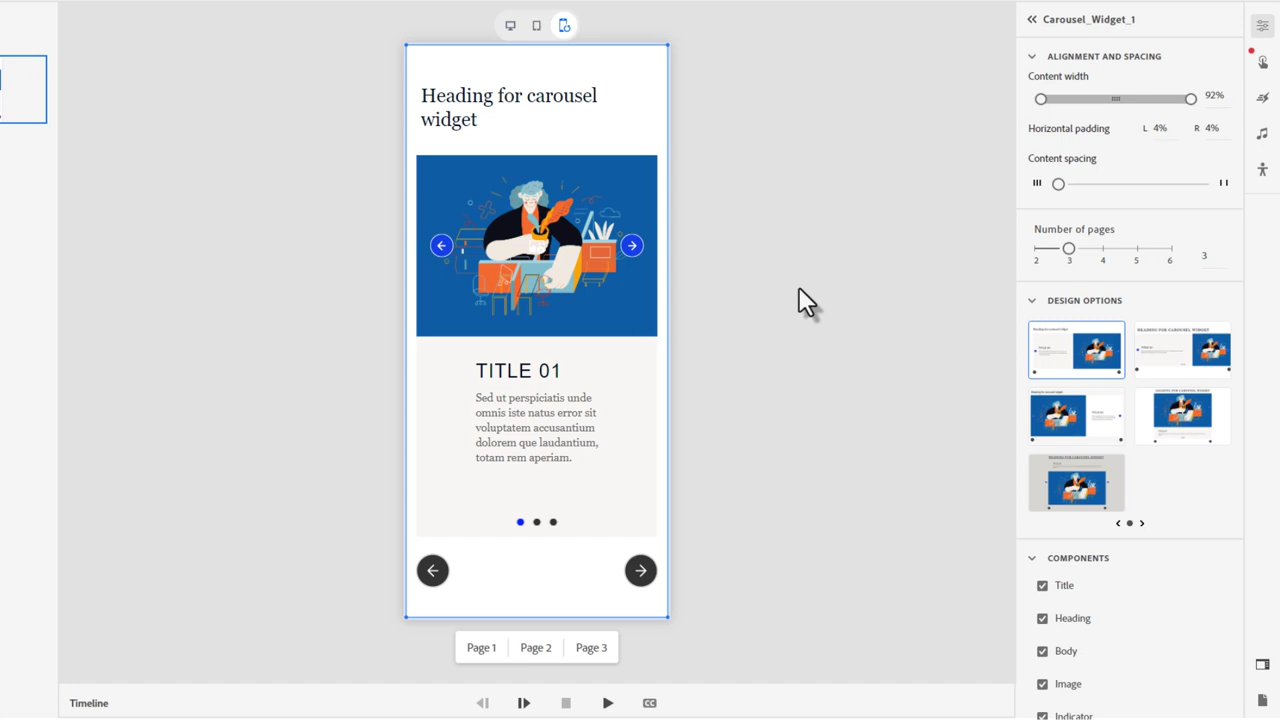 Carousel_Widget_1
ALIGNMENT AND SPACING
Content width
92%
Horizontal padding L 4% R 4%
Content spacing
Number of pages
2 3 4 5 6
3
DESIGN OPTIONS
COMPONENTS
Title
Heading
Body
Image
Indicator
Heading for carousel
widget
TITLE 01
Sed ut perspiciatis unde
omnis iste natus error sit
voluptatem accusantium
dolorem que laudantium,
totam rem aperiam.
Page 1 Page 2 Page 3
Timeline
CC